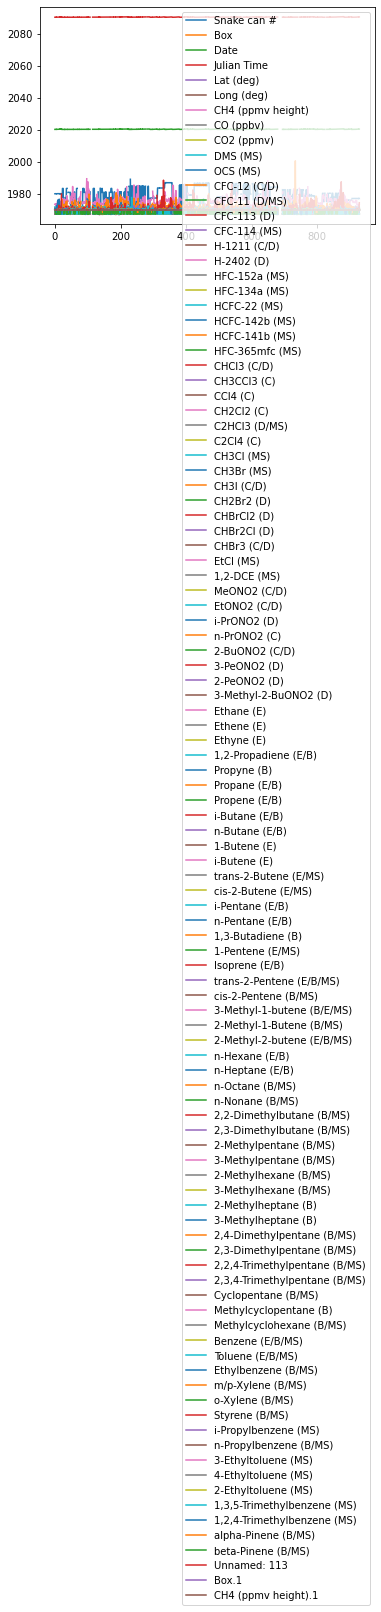 2080
2060
2040
2020
2000
1980
0
200
400
600
800
Snake can #
Box
Date
Julian Time
Lat (deg)
Long (deg)
CH4 (ppmv height)
CO (ppbv)
CO2 (ppmv)
DMS (MS)
OCS (MS)
CFC-12 (C/D)
CFC-11 (D/MS)
CFC-113 (D)
CFC-114 (MS)
H-1211 (C/D)
H-2402 (D)
HFC-152a (MS)
HFC-134a (MS)
HCFC-22 (MS)
HCFC-142b (MS)
HCFC-141b (MS)
HFC-365mfc (MS)
CHCl3 (C/D)
CH3CCl3 (C)
CCl4 (C)
CH2Cl2 (C)
C2HCl3 (D/MS)
C2Cl4 (C)
CH3Cl (MS)
CH3Br (MS)
CH3I (C/D)
CH2Br2 (D)
CHBrCl2 (D)
CHBr2Cl (D)
CHBr3 (C/D)
EtCl (MS)
1,2-DCE (MS)
MeONO2 (C/D)
EtONO2 (C/D)
i-PrONO2 (D)
n-PrONO2 (C)
2-BuONO2 (C/D)
3-PeONO2 (D)
2-PeONO2 (D)
3-Methyl-2-BuONO2 (D)
Ethane (E)
Ethene (E)
Ethyne (E)
1,2-Propadiene (E/B)
Propyne (B)
Propane (E/B)
Propene (E/B)
i-Butane (E/B)
n-Butane (E/B)
1-Butene (E)
i-Butene (E)
trans-2-Butene (E/MS)
cis-2-Butene (E/MS)
i-Pentane (E/B)
n-Pentane (E/B)
1,3-Butadiene (B)
1-Pentene (E/MS)
Isoprene (E/B)
trans-2-Pentene (E/B/MS)
cis-2-Pentene (B/MS)
3-Methyl-1-butene (B/E/MS)
2-Methyl-1-Butene (B/MS)
2-Methyl-2-butene (E/B/MS)
n-Hexane (E/B)
n-Heptane (E/B)
n-Octane (B/MS)
n-Nonane (B/MS)
2,2-Dimethylbutane (B/MS)
2,3-Dimethylbutane (B/MS)
2-Methylpentane (B/MS)
3-Methylpentane (B/MS)
2-Methylhexane (B/MS)
3-Methylhexane (B/MS)
2-Methylheptane (B)
3-Methylheptane (B)
2,4-Dimethylpentane (B/MS)
2,3-Dimethylpentane (B/MS)
2,2,4-Trimethylpentane (B/MS)
2,3,4-Trimethylpentane (B/MS)
Cyclopentane (B/MS)
Methylcyclopentane (B)
Methylcyclohexane (B/MS)
Benzene (E/B/MS)
Toluene (E/B/MS)
Ethylbenzene (B/MS)
m/p-Xylene (B/MS)
o-Xylene (B/MS)
Styrene (B/MS)
i-Propylbenzene (MS)
n-Propylbenzene (B/MS)
3-Ethyltoluene (MS)
4-Ethyltoluene (MS)
2-Ethyltoluene (MS)
1,3,5-Trimethylbenzene (MS)
1,2,4-Trimethylbenzene (MS)
alpha-Pinene (B/MS)
beta-Pinene (B/MS)
Unnamed: 113
Box.1
CH4 (ppmv height).1